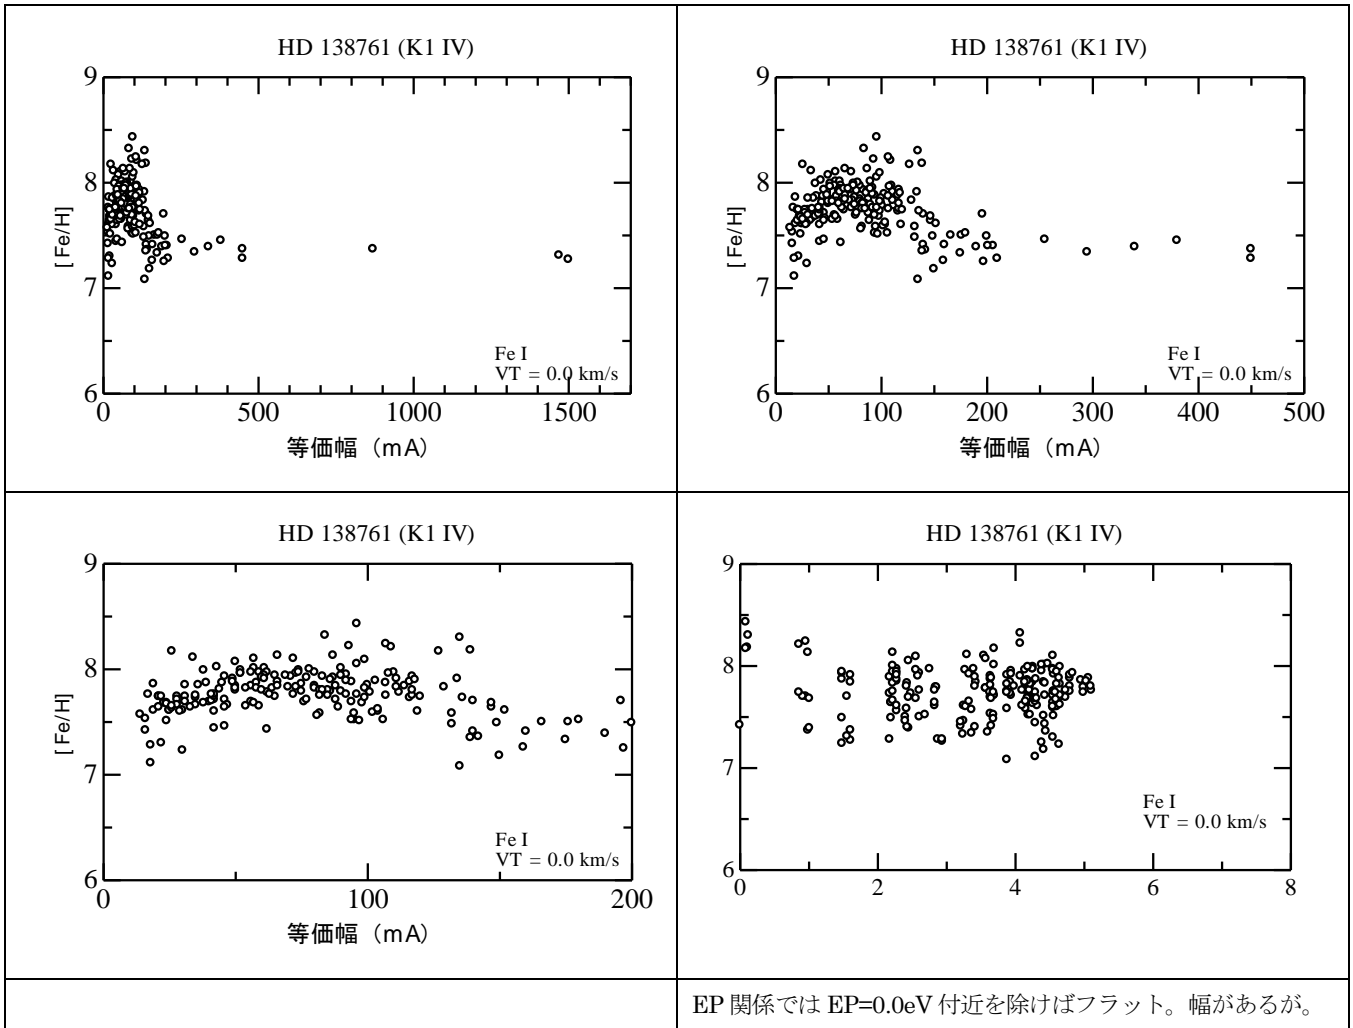 HD 138761 (K1 IV)
9
8
7
6
[Fe/H]
Fe I
VT = 0.0 km/s
0 500 1000 1500
等価幅 (mA)
HD 138761 (K1 IV)
9
8
7
6
[Fe/H]
Fe I
VT = 0.0 km/s
0 100 200 300 400 500
等価幅 (mA)
HD 138761 (K1 IV)
9
8
7
6
[Fe/H]
Fe I
VT = 0.0 km/s
0 100 200
等価幅 (mA)
HD 138761 (K1 IV)
9
8
7
6
Fe I
VT = 0.0 km/s
0 2 4 6 8
EP 関係では EP=0.0eV 付近を除けばフラット。幅があるが。